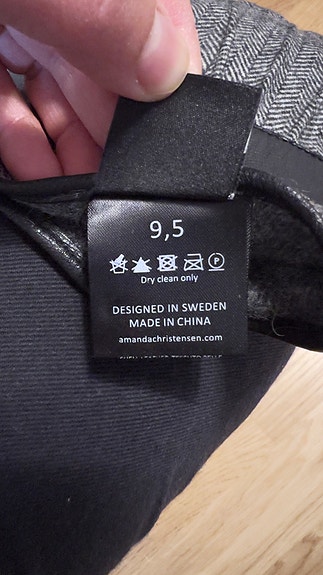 9,5
P
Dry clean only
DESIGNED IN SWEDEN
MADE IN CHINA
amandachristensen.com